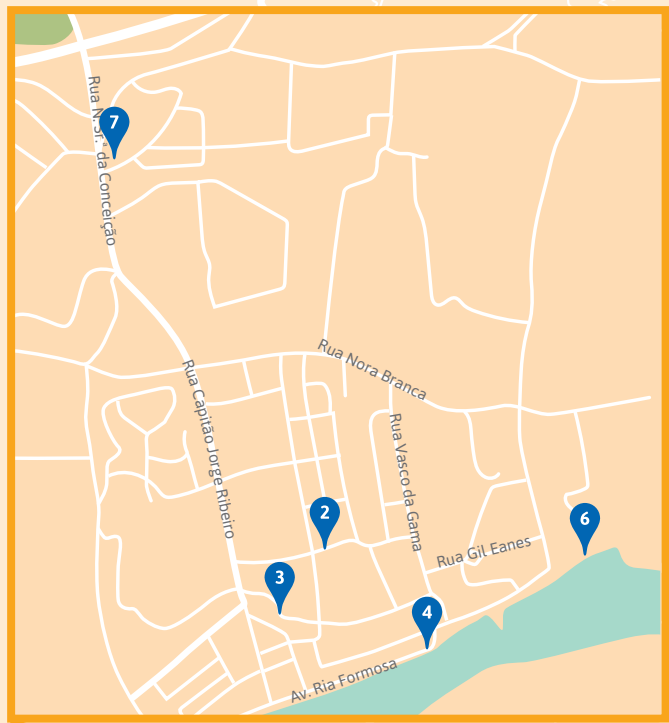 7
Rua N. Sr.ª da Conceição
Rua Nora Branca
Rua Capitão Jorge Ribeiro
Rua Vasco da Gama
2
6
Rua Gil Eanes
3
4
Av. Ria Formosa